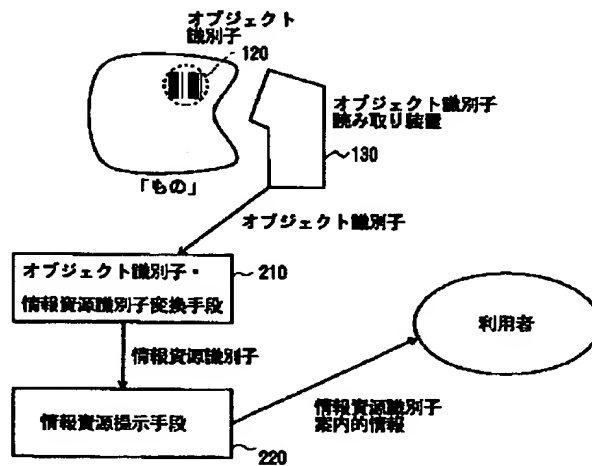 オブジェクト
識別子
120
オブジェクト識別子
読み取り装置
130
「もの」
オブジェクト識別子
オブジェクト識別子・
情報資源識別子変換手段
210
利用者
情報資源識別子
情報資源提示手段
情報資源識別子
案内的情報
220